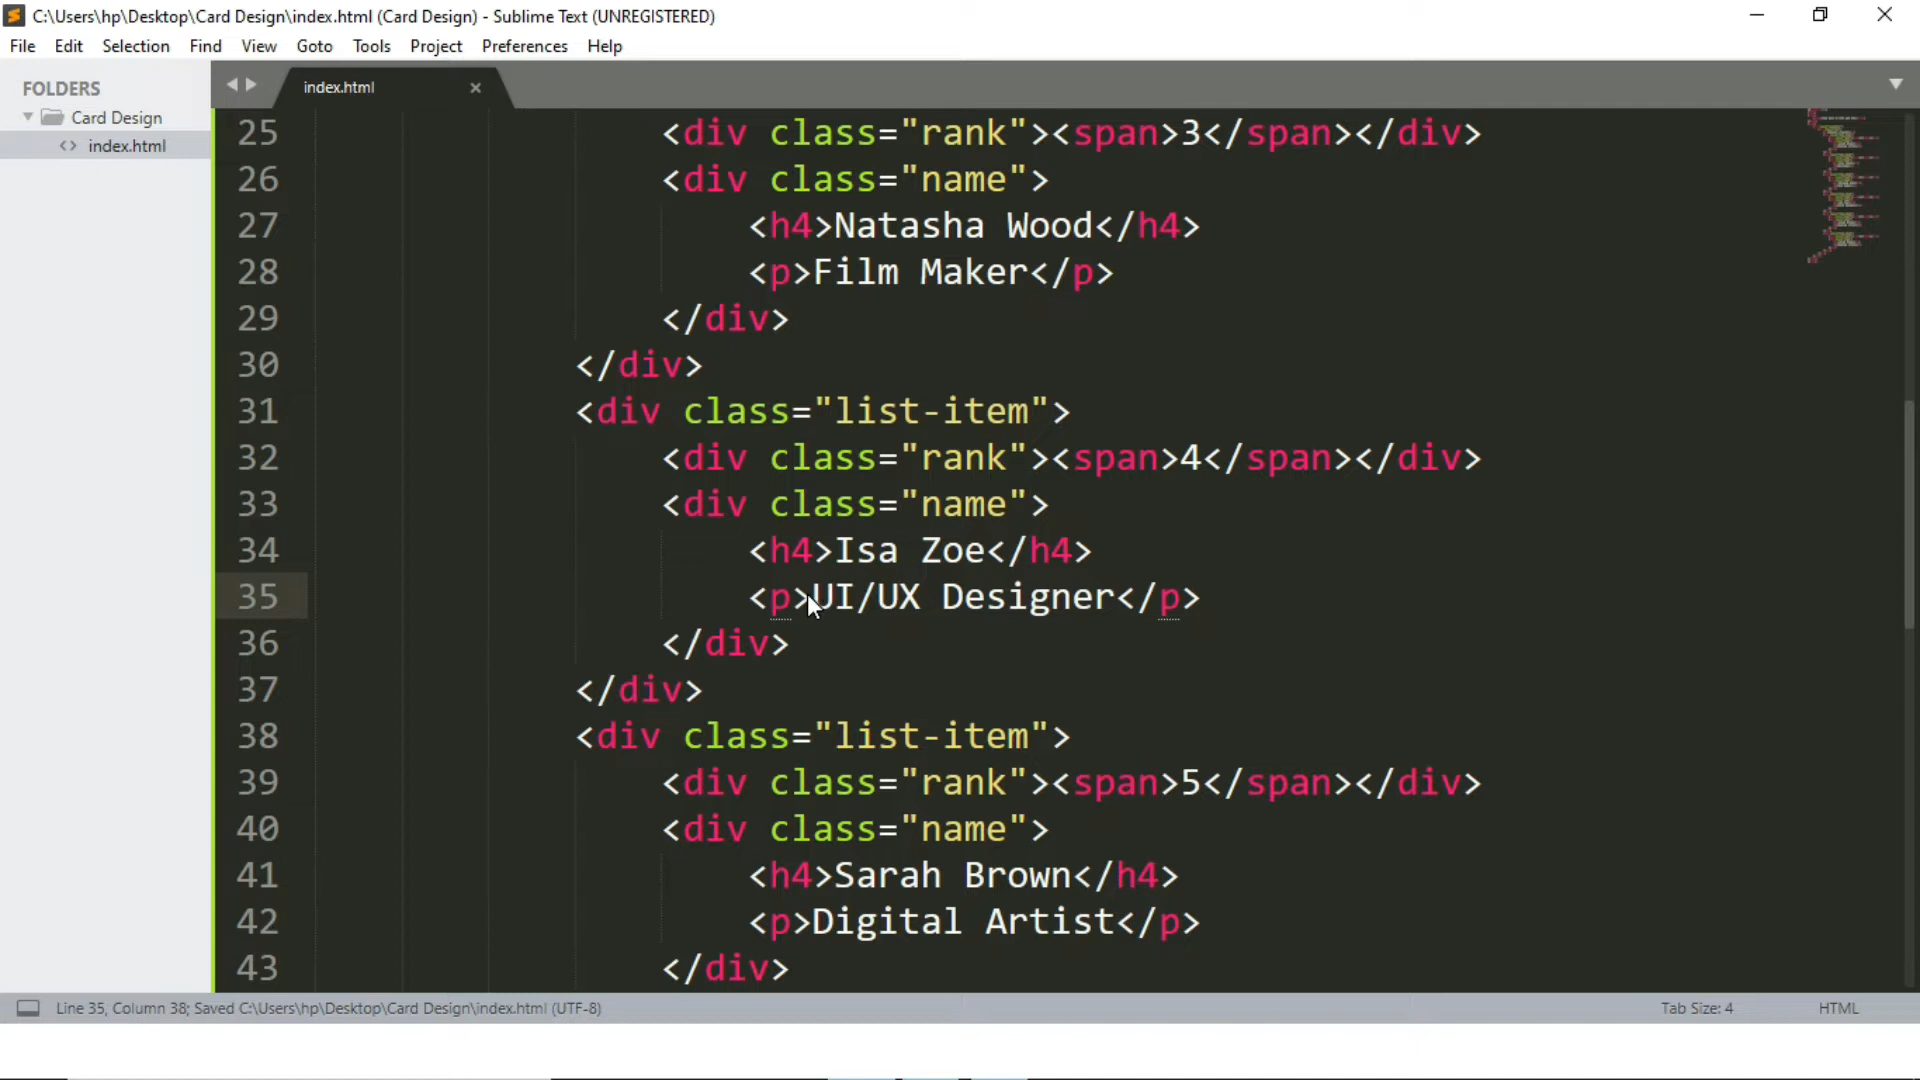 C:\Users\hp\Desktop\Card Design\index.html (Card Design) - Sublime Text (UNREGISTERED)
File Edit Selection Find View Goto Tools Project Preferences Help
FOLDERS
Card Design
index.html
index.html
25 <div class="rank"><span>3</span></div>
26 <div class="name">
27 <h4>Natasha Wood</h4>
28 <p>Film Maker</p>
29 </div>
30 </div>
31 <div class="list-item">
32 <div class="rank"><span>4</span></div>
33 <div class="name">
34 <h4>Isa Zoe</h4>
35 <p>UI/UX Designer</p>
36 </div>
37 </div>
38 <div class="list-item">
39 <div class="rank"><span>5</span></div>
40 <div class="name">
41 <h4>Sarah Brown</h4>
42 <p>Digital Artist</p>
43 </div>
Line 35, Column 38; Saved C:\Users\hp\Desktop\Card Design\index.html (UTF-8) Tab Size: 4 HTML